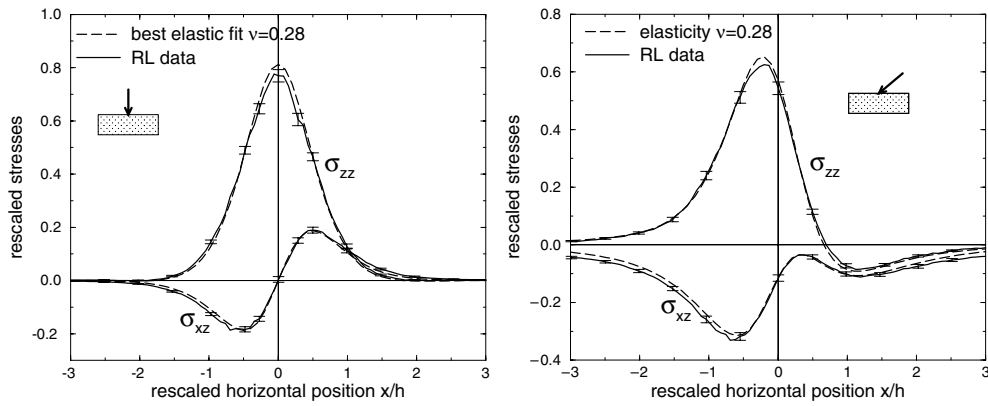 best elastic fit ν=0.28
RL data
1.0
0.8
0.6
0.4
0.2
0.0
-0.2
rescaled stresses
σzz
σxz
-3 -2 -1 0 1 2 3
rescaled horizontal position x/h
elasticity ν=0.28
RL data
0.8
0.6
0.4
0.2
0.0
-0.2
-0.4
rescaled stresses
σzz
σxz
-3 -2 -1 0 1 2 3
rescaled horizontal position x/h